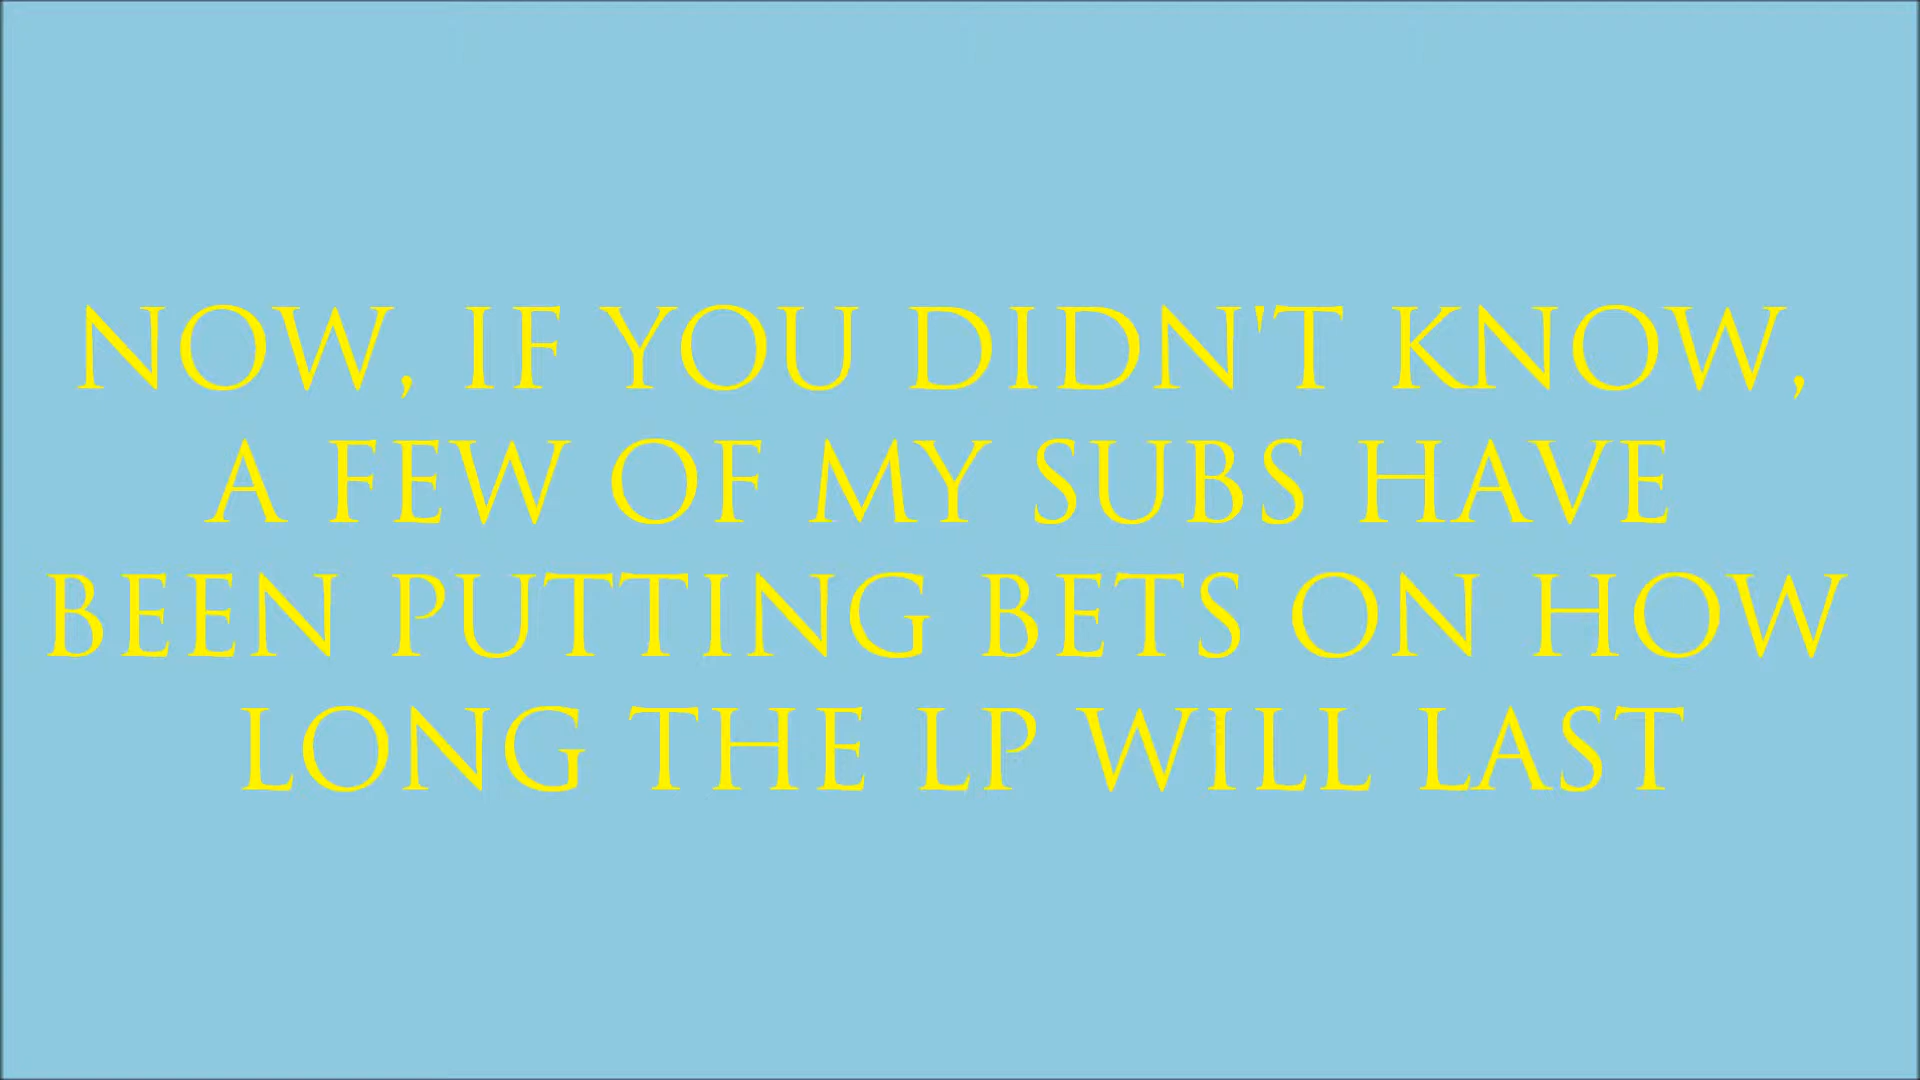 NOW, IF YOU DIDN'T KNOW,
A FEW OF MY SUBS HAVE
BEEN PUTTING BETS ON HOW
LONG THE LP WILL LAST